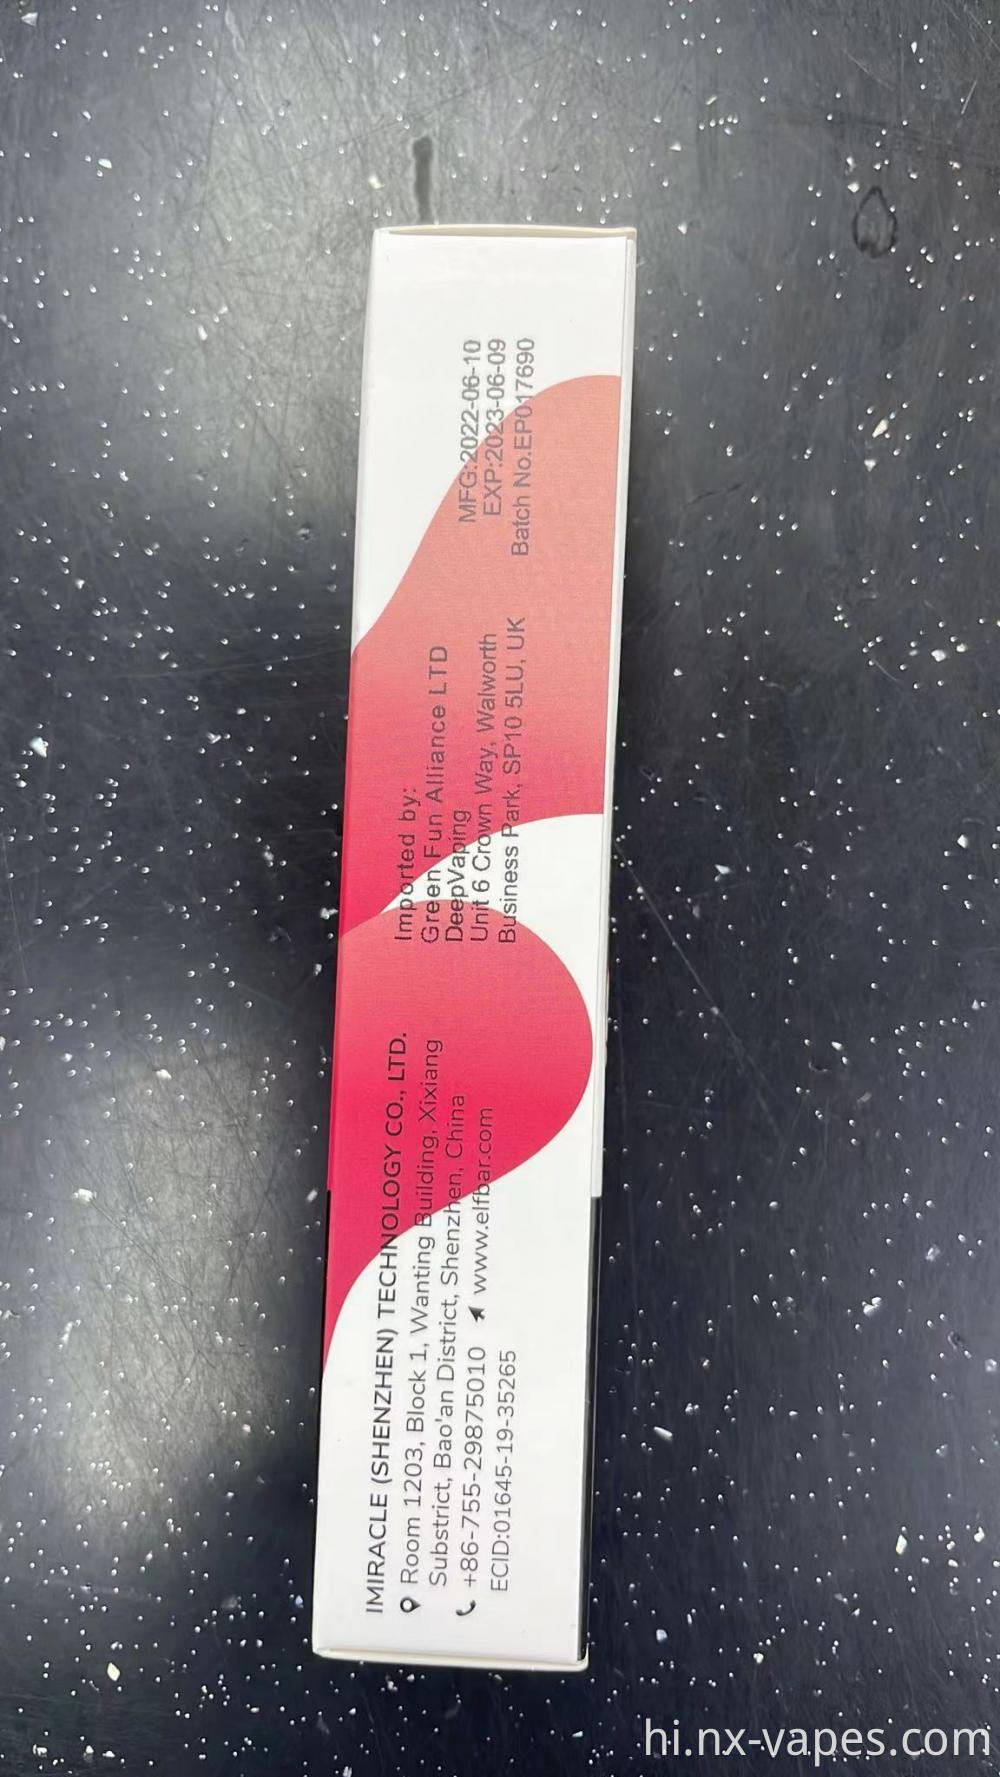 IMIRACLE (SHENZHEN) TECHNOLOGY CO., LTD.
Room 1203, Block 1, Wanting Building, Xixiang
Substrict, Bao'an District, Shenzhen, China
+86-755-29875010 www.elfbar.com
ECID:01645-19-35265
Imported by:
Green Fun Alliance LTD
DeepVaping
Unit 6 Crown Way, Walworth
Business Park, SP10 5LU, UK
MFG:2022-06-10
EXP:2023-06-09
Batch No.EP017690
hi.nx-vapes.com